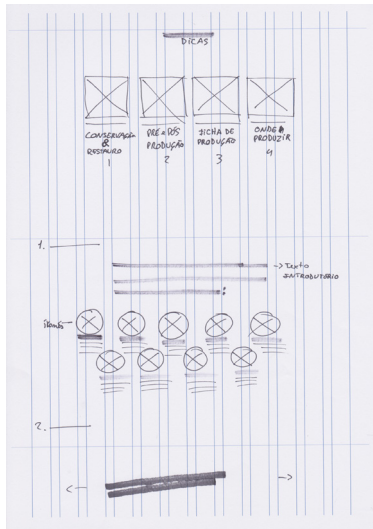 DICAS
CONSERVAÇÃO
&
RESTAURO
1
PRÉ e PÓS
PRODUÇÃO
2
FICHA DE
PRODUÇÃO
3
ONDE
PRODUZIR
4
1.
-> Texto
INTRODUTÓRIO
2.
<-
->